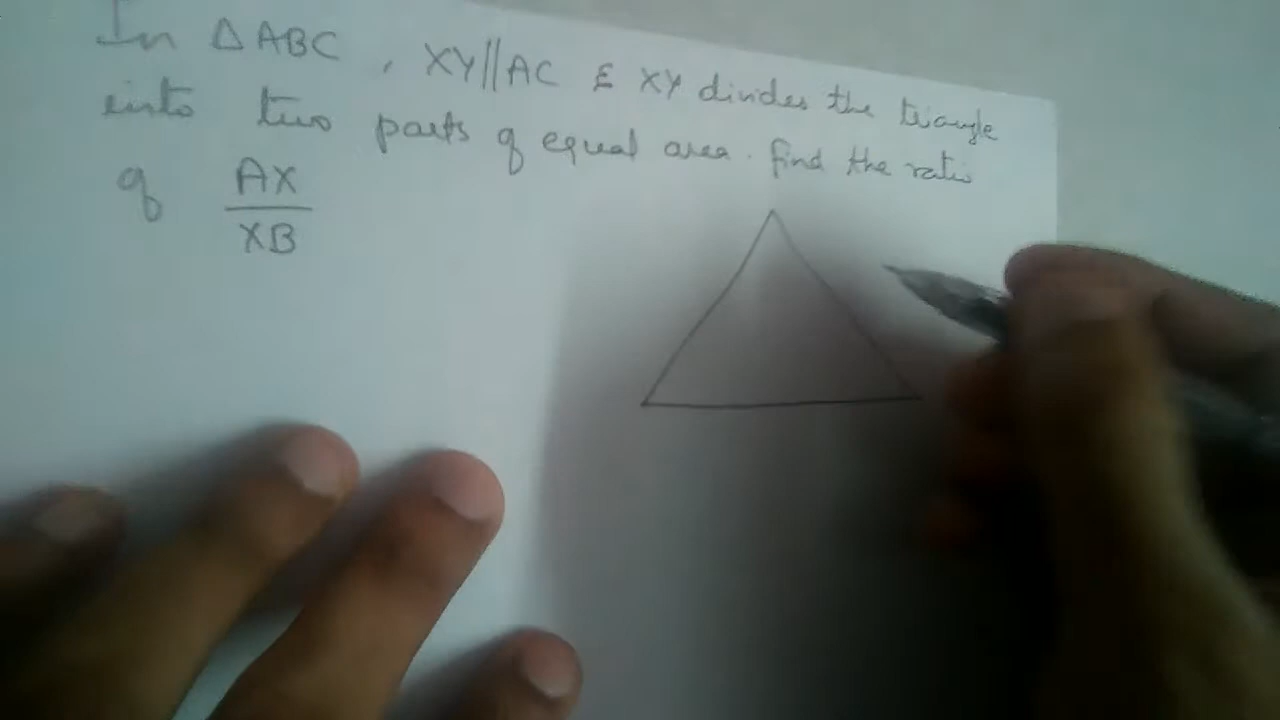 In △ABC, XY||AC & XY divides the triangle
into two parts of equal area. find the ratio
of AX
XB